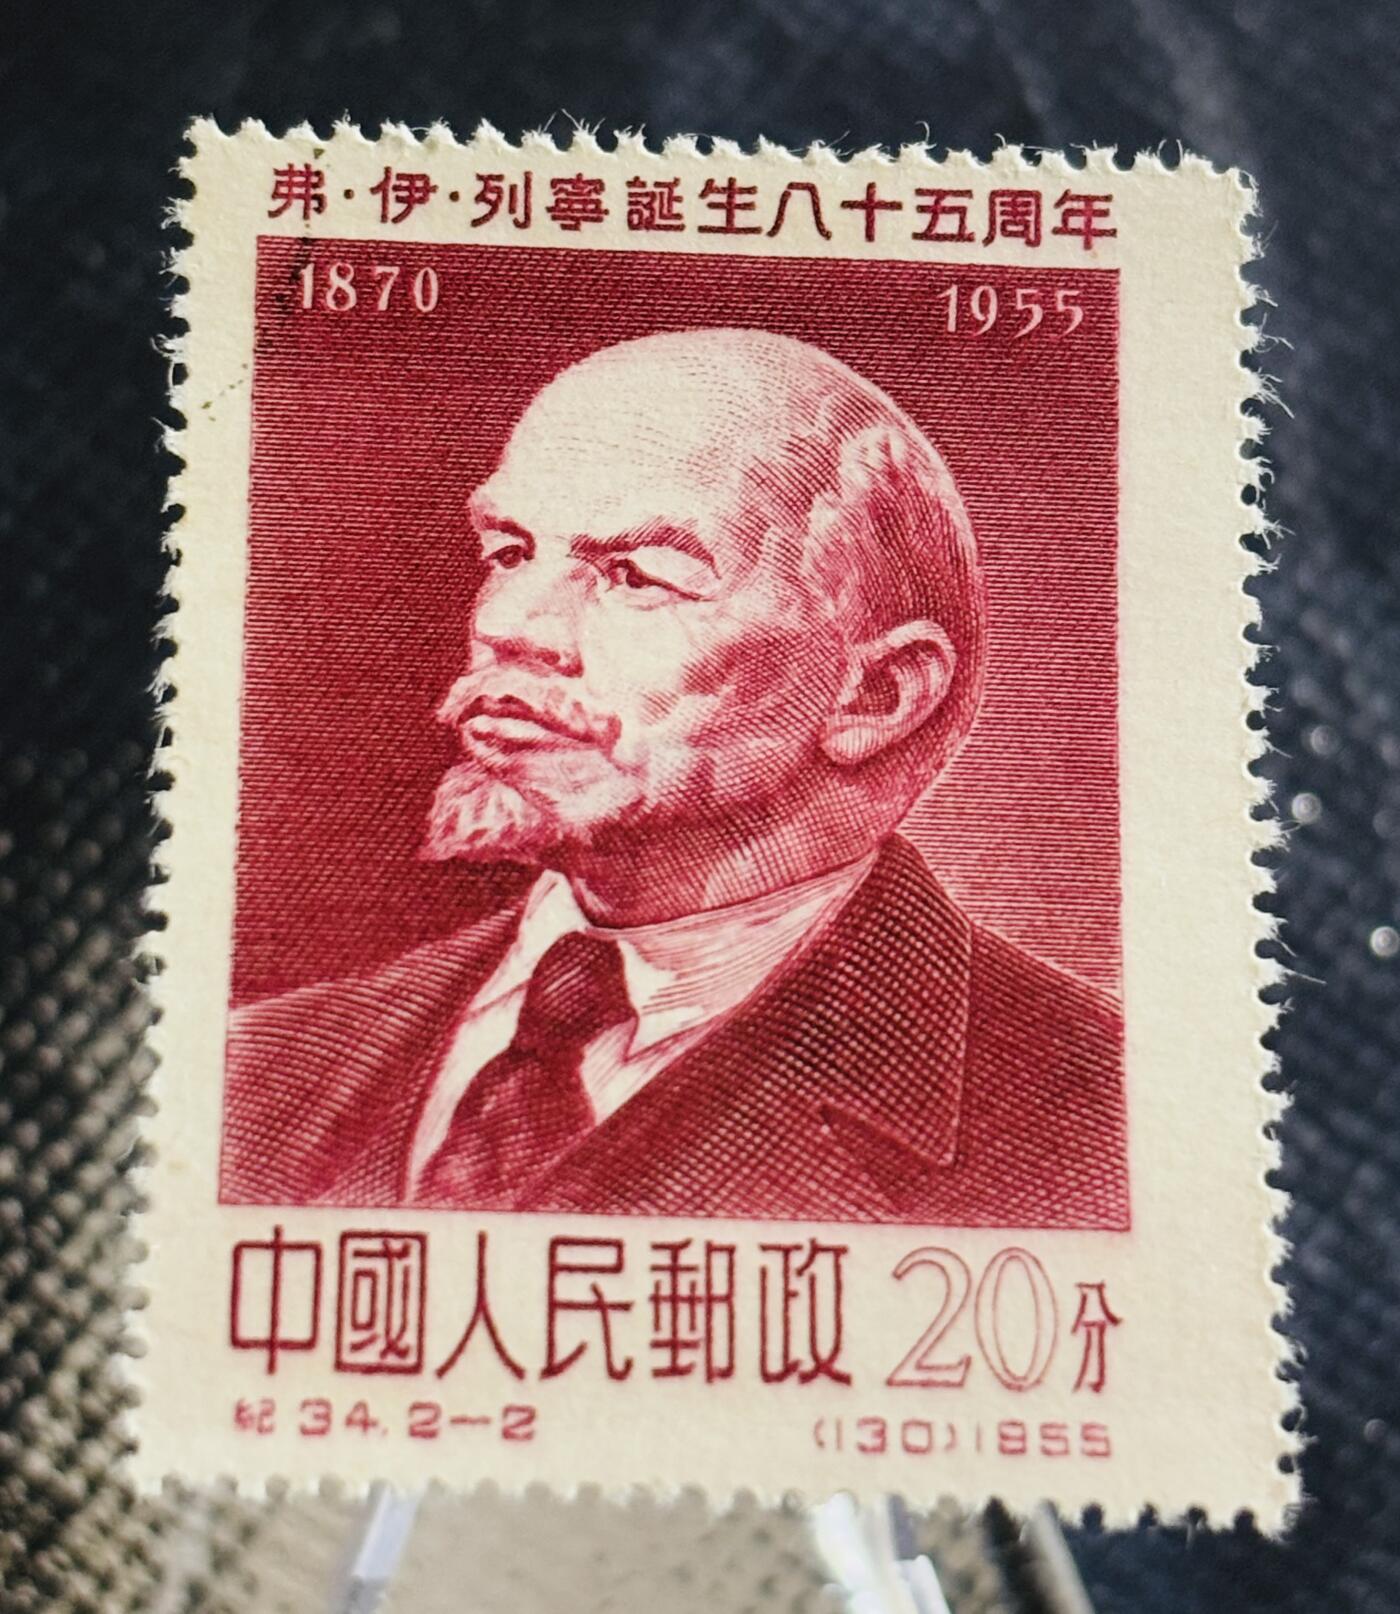 弗·伊·列寧誕生八十五周年
1870 1955
中國人民郵政 20分
紀 34. 2-2 (130) 1955